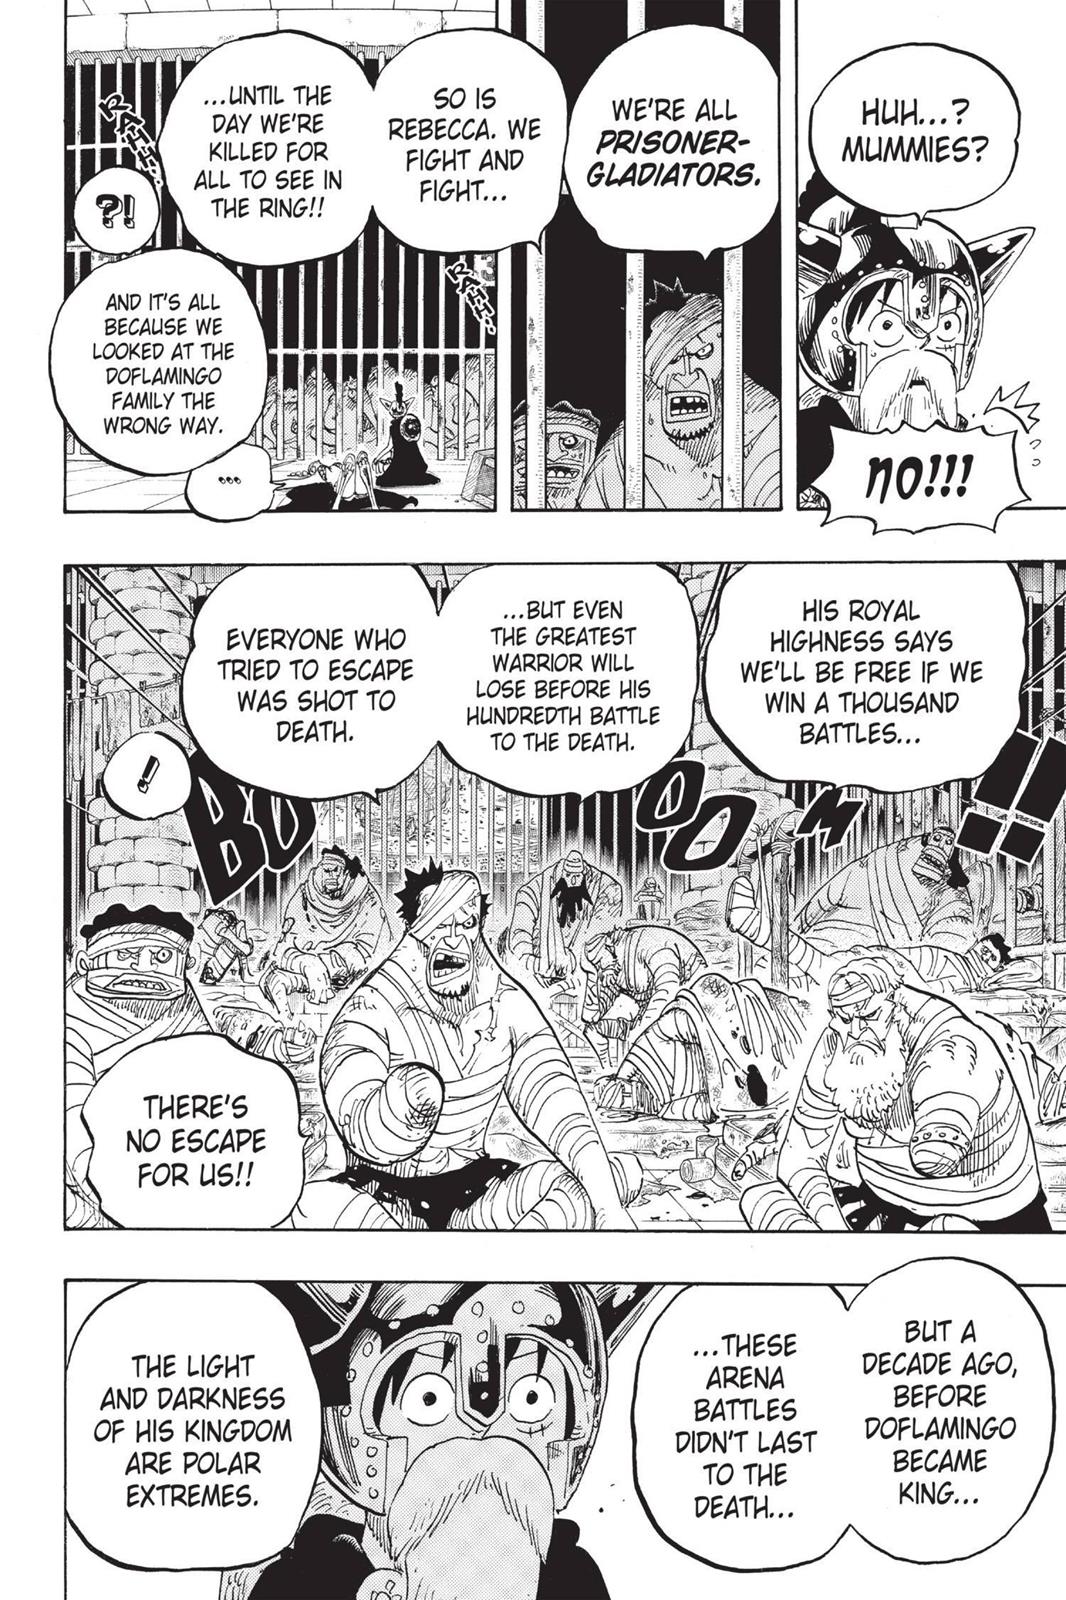 HUH...?
MUMMIES?
NO!!!
WE'RE ALL
PRISONER-
GLADIATORS.
SO IS
REBECCA. WE
FIGHT AND
FIGHT...
...UNTIL THE
DAY WE'RE
KILLED FOR
ALL TO SEE IN
THE RING!!
RAHH..
RAHH..
?!
AND IT'S ALL
BECAUSE WE
LOOKED AT THE
DOFLAMINGO
FAMILY THE
WRONG WAY.
...
HIS ROYAL
HIGHNESS SAYS
WE'LL BE FREE IF WE
WIN A THOUSAND
BATTLES...
...BUT EVEN
THE GREATEST
WARRIOR WILL
LOSE BEFORE HIS
HUNDREDTH BATTLE
TO THE DEATH.
EVERYONE WHO
TRIED TO ESCAPE
WAS SHOT TO
DEATH.
!
BOOOOM!!
THERE'S
NO ESCAPE
FOR US!!
BUT A
DECADE AGO,
BEFORE
DOFLAMINGO
BECAME
KING...
...THESE
ARENA
BATTLES
DIDN'T LAST
TO THE
DEATH...
THE LIGHT
AND DARKNESS
OF HIS KINGDOM
ARE POLAR
EXTREMES.